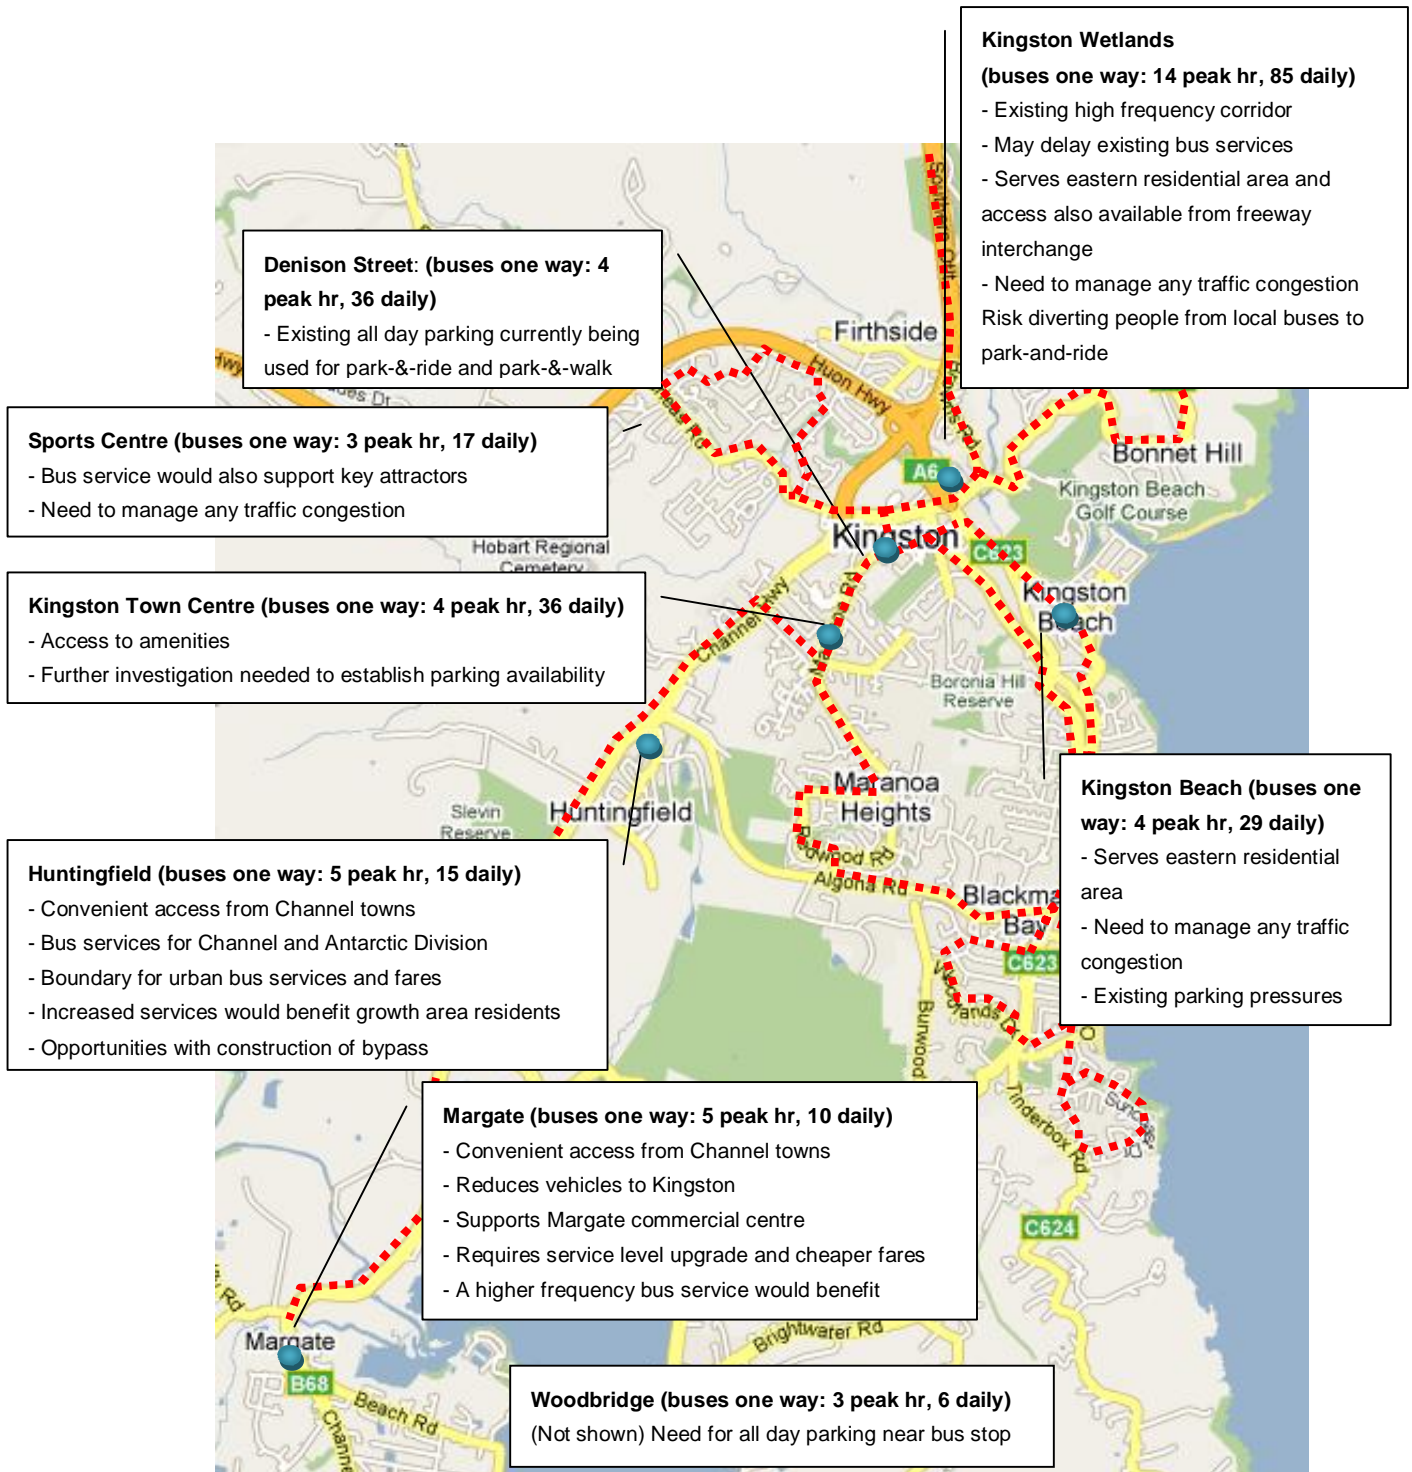 Kingston Wetlands
(buses one way: 14 peak hr, 85 daily)
- Existing high frequency corridor
- May delay existing bus services
- Serves eastern residential area and
access also available from freeway
interchange
- Need to manage any traffic congestion
Risk diverting people from local buses to
park-and-ride
Denison Street: (buses one way: 4
peak hr, 36 daily)
- Existing all day parking currently being
used for park-&-ride and park-&-walk
Firthside
Huon Hwy
Sports Centre (buses one way: 3 peak hr, 17 daily)
- Bus service would also support key attractors
- Need to manage any traffic congestion
Bonnet Hill
A6
Kingston Beach
Golf Course
Kingston
C623
Hobart Regional
Cemetery
Kingston Town Centre (buses one way: 4 peak hr, 36 daily)
- Access to amenities
- Further investigation needed to establish parking availability
Channel Hwy
Kingston
Beach
Boronia Hill
Reserve
Maranoa
Heights
Slevin
Reserve
Huntingfield
Kingston Beach (buses one
way: 4 peak hr, 29 daily)
- Serves eastern residential
area
- Need to manage any traffic
congestion
- Existing parking pressures
Algona Rd
Huntingfield (buses one way: 5 peak hr, 15 daily)
- Convenient access from Channel towns
- Bus services for Channel and Antarctic Division
- Boundary for urban bus services and fares
- Increased services would benefit growth area residents
- Opportunities with construction of bypass
Blackma
Bay
C623
Burwood
Margate (buses one way: 5 peak hr, 10 daily)
- Convenient access from Channel towns
- Reduces vehicles to Kingston
- Supports Margate commercial centre
- Requires service level upgrade and cheaper fares
- A higher frequency bus service would benefit
Tinderbox Rd
C624
Brightwater Rd
Margate
B68
Beach Rd
Channe
Woodbridge (buses one way: 3 peak hr, 6 daily)
(Not shown) Need for all day parking near bus stop